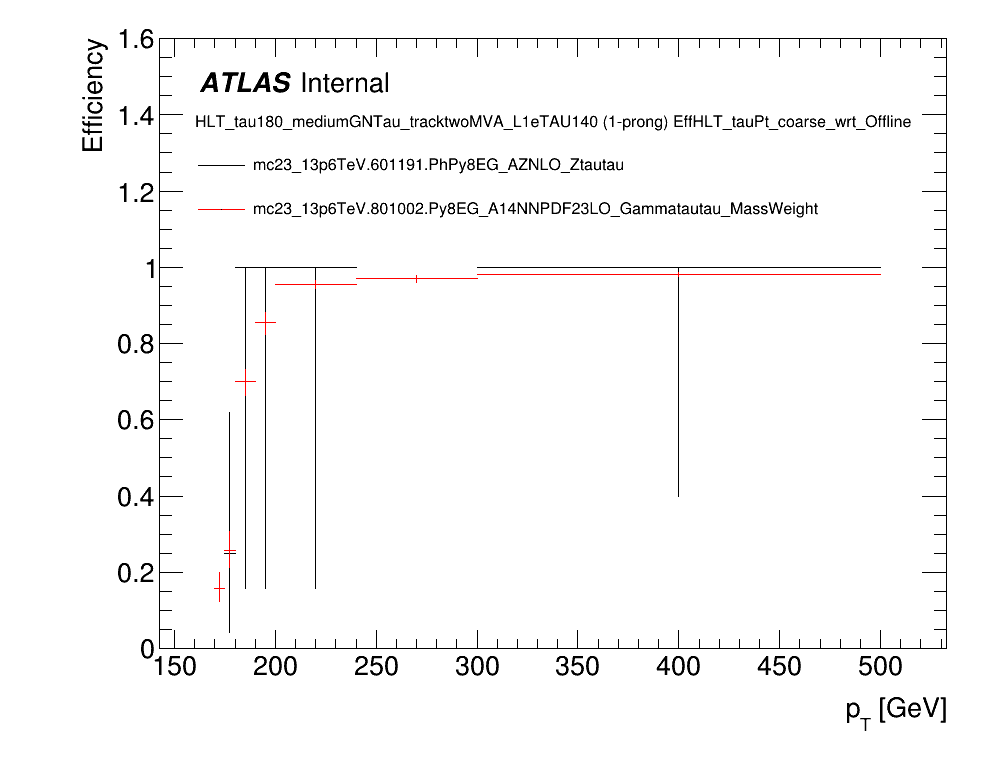 Efficiency
1.6
1.4
1.2
1
0.8
0.6
0.4
0.2
0
ATLAS Internal
HLT_tau180_mediumGNTau_tracktwoMVA_L1eTAU140 (1-prong) EffHLT_tauPt_coarse_wrt_Offline
mc23_13p6TeV.601191.PhPy8EG_AZNLO_Ztautau
mc23_13p6TeV.801002.Py8EG_A14NNPDF23LO_Gammatautau_MassWeight
150 200 250 300 350 400 450 500
p_T [GeV]